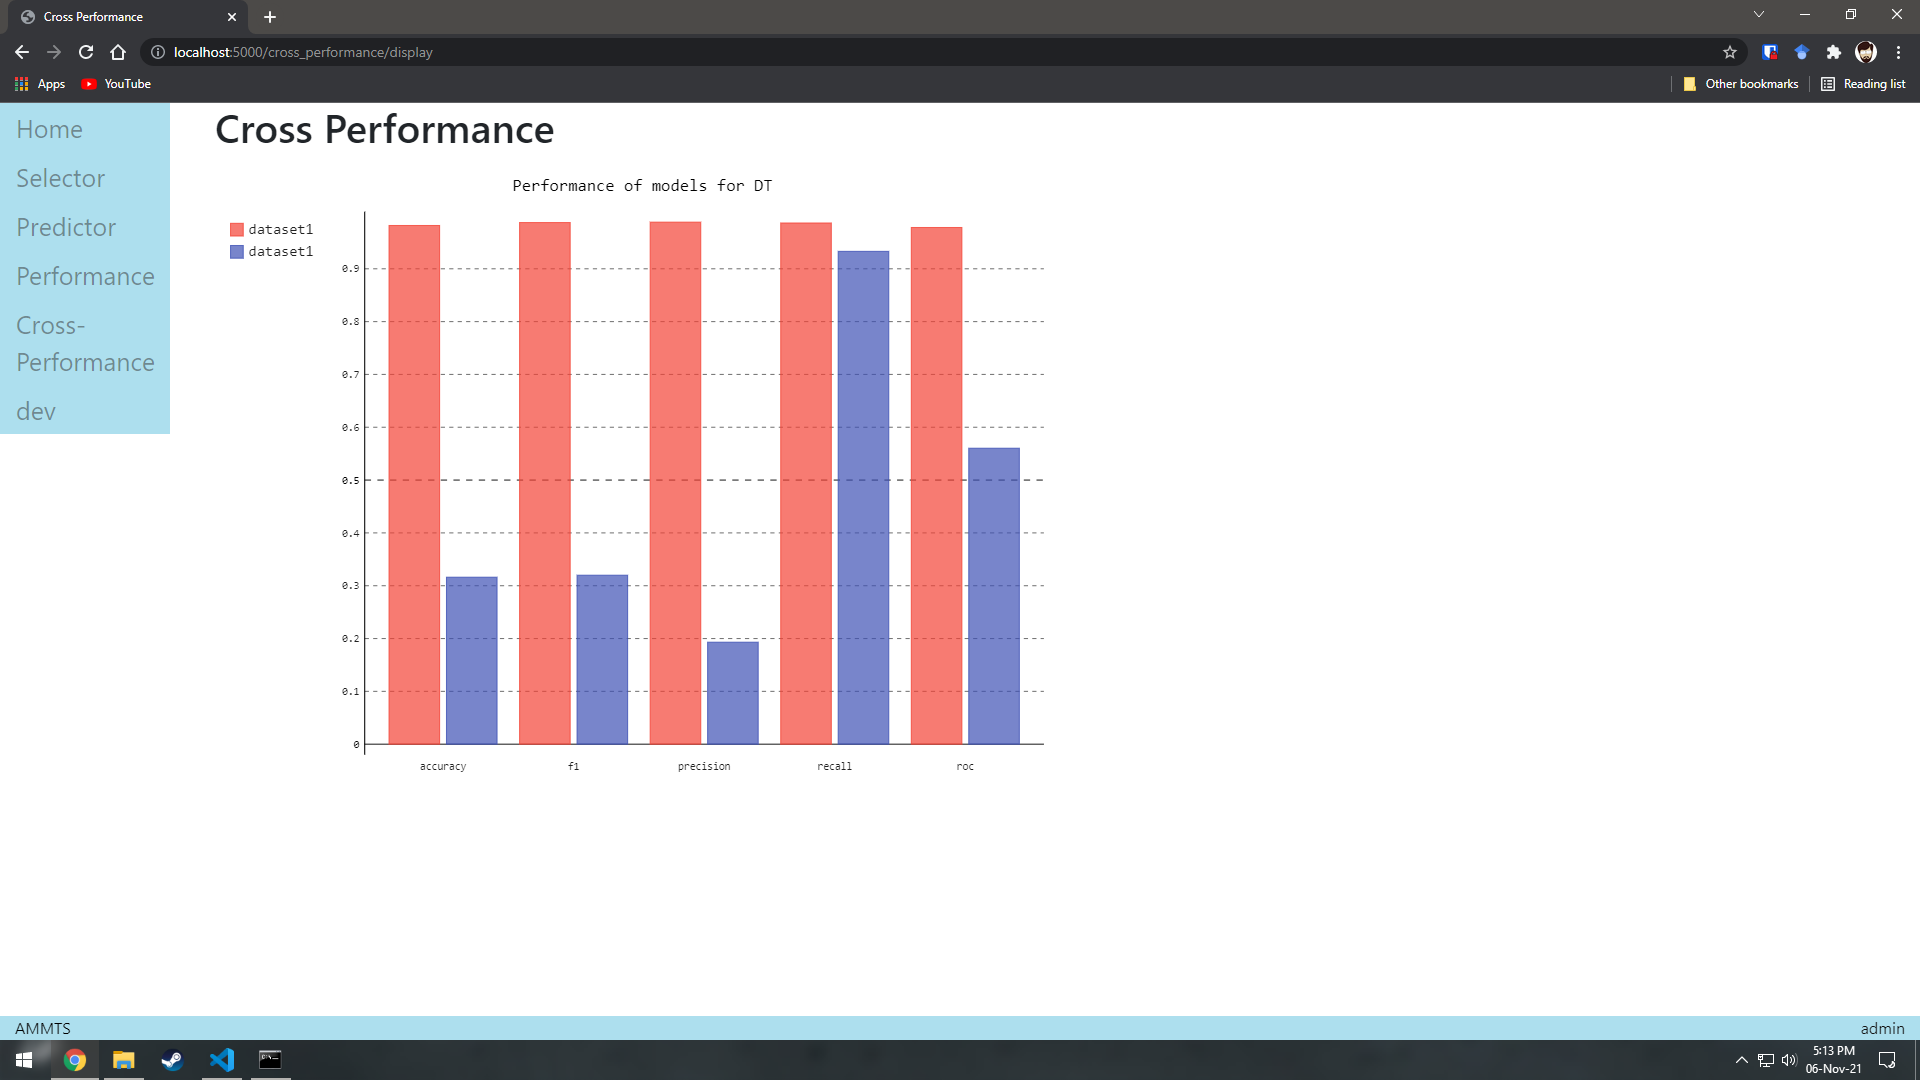 Cross Performance
localhost:5000/cross_performance/display
Apps
YouTube
Other bookmarks
Reading list
Home
Selector
Predictor
Performance
Cross-
Performance
dev
Cross Performance
Performance of models for DT
dataset1
dataset1
0.9
0.8
0.7
0.6
0.5
0.4
0.3
0.2
0.1
0
accuracy
f1
precision
recall
roc
AMMTS
admin
5:13 PM
06-Nov-21